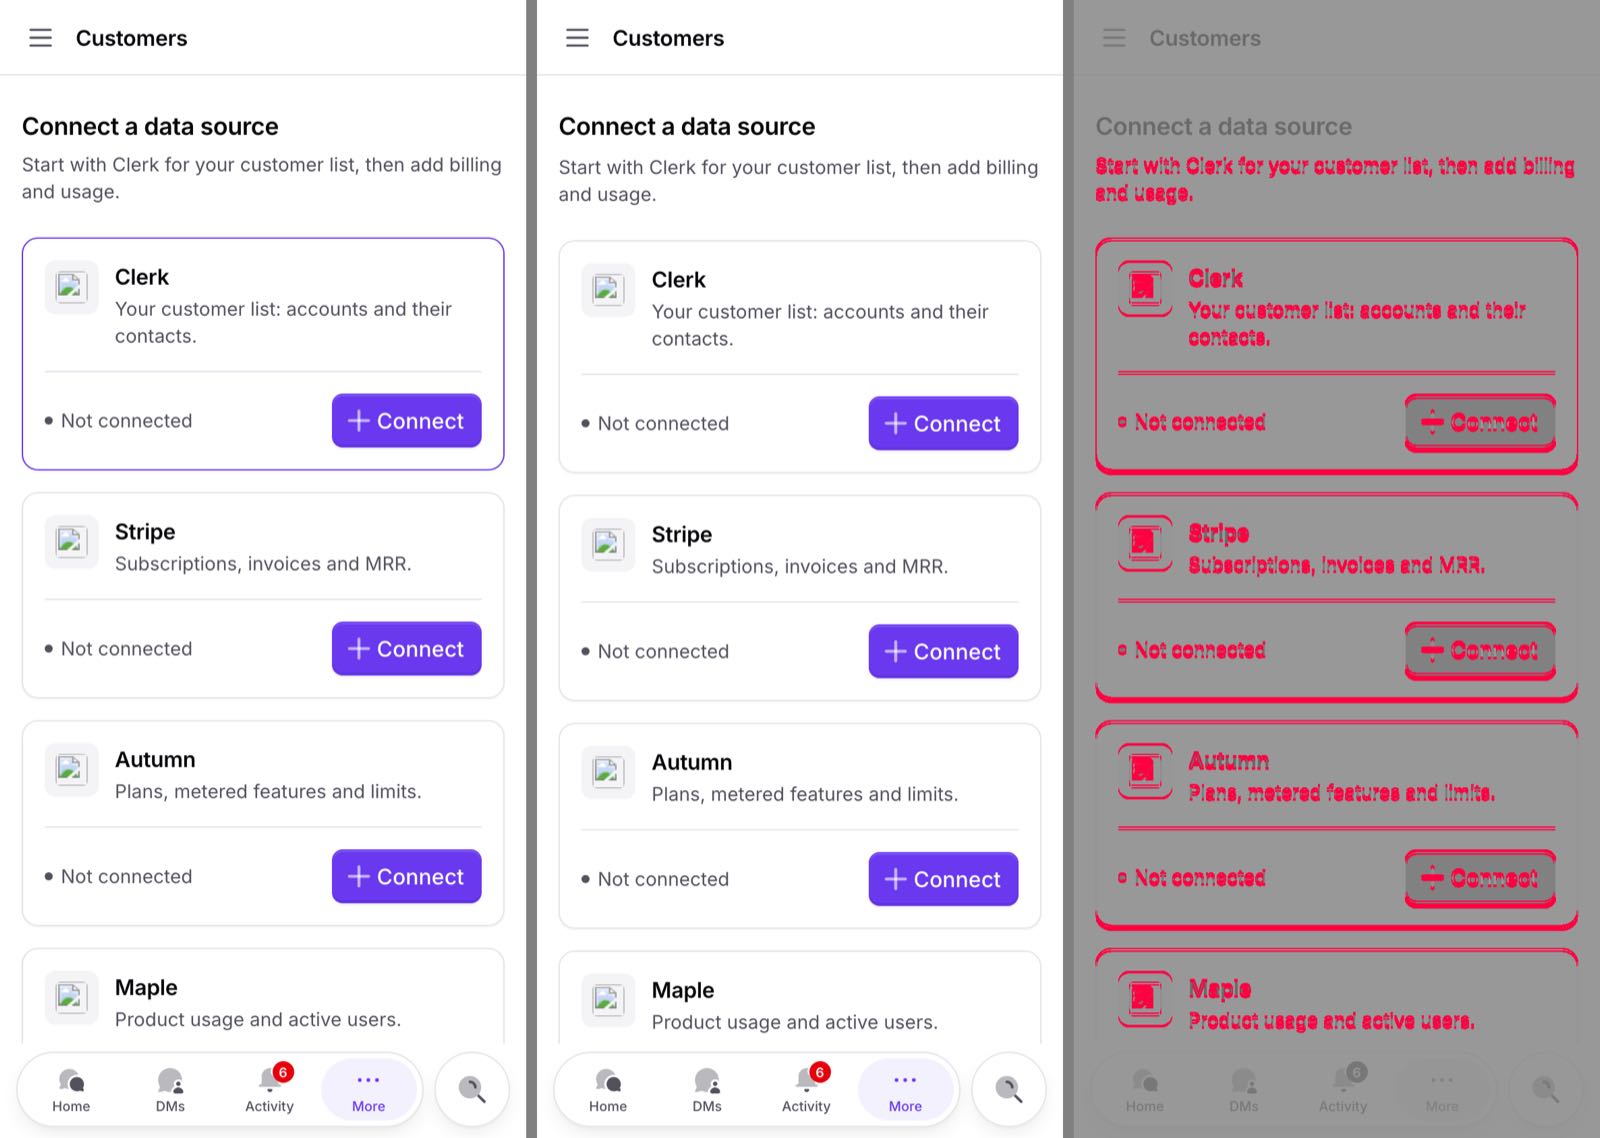 Customers
Connect a data source
Start with Clerk for your customer list, then add billing
and usage.
Clerk
Your customer list: accounts and their
contacts.
Not connected
Connect
Stripe
Subscriptions, invoices and MRR.
Not connected
Connect
Autumn
Plans, metered features and limits.
Not connected
Connect
Maple
Product usage and active users.
6
Home
DMs
Activity
More
Customers
Connect a data source
Start with Clerk for your customer list, then add billing
and usage.
Clerk
Your customer list: accounts and their
contacts.
Not connected
Connect
Stripe
Subscriptions, invoices and MRR.
Not connected
Connect
Autumn
Plans, metered features and limits.
Not connected
Connect
Maple
Product usage and active users.
6
Home
DMs
Activity
More
Customers
Connect a data source
Start with Clerk for your customer list, then add billing
and usage.
Clerk
Your customer list: accounts and their
contacts.
Not connected
Connect
Stripe
Subscriptions, invoices and MRR.
Not connected
Connect
Autumn
Plans, metered features and limits.
Not connected
Connect
Maple
Product usage and active users.
6
Home
DMs
Activity
More